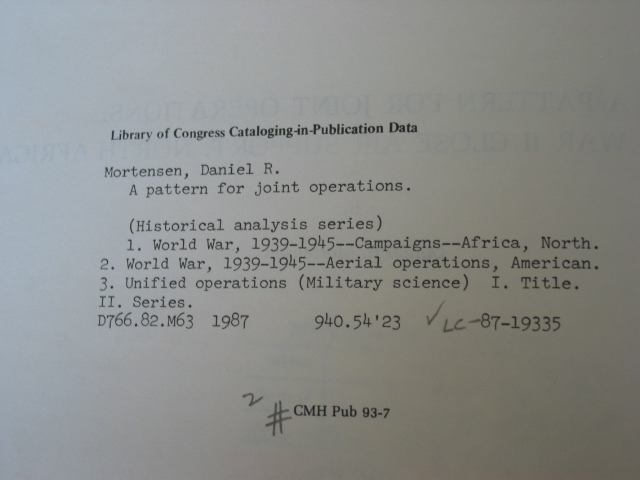 Library of Congress Cataloging-in-Publication Data
Mortensen, Daniel R.
A pattern for joint operations.
(Historical analysis series)
1. World War, 1939-1945--Campaigns--Africa, North.
2. World War, 1939-1945--Aerial operations, American.
3. Unified operations (Military science) I. Title.
II. Series.
D766.82.M63 1987 940.54'23 ✓LC-87-19335
2
# CMH Pub 93-7